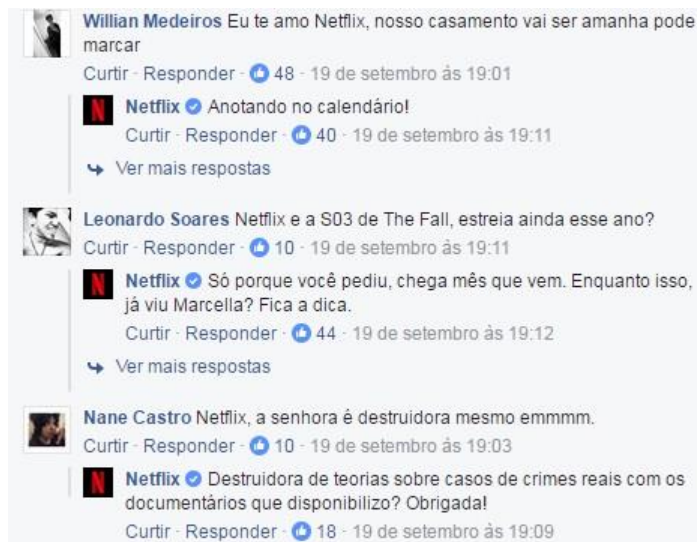 Willian Medeiros Eu te amo Netflix, nosso casamento vai ser amanha pode
marcar
Curtir · Responder · 48 · 19 de setembro às 19:01
Netflix Anotando no calendário!
Curtir · Responder · 40 · 19 de setembro às 19:11
Ver mais respostas
Leonardo Soares Netflix e a S03 de The Fall, estreia ainda esse ano?
Curtir · Responder · 10 · 19 de setembro às 19:11
Netflix Só porque você pediu, chega mês que vem. Enquanto isso,
já viu Marcella? Fica a dica.
Curtir · Responder · 44 · 19 de setembro às 19:12
Ver mais respostas
Nane Castro Netflix, a senhora é destruidora mesmo emmmm.
Curtir · Responder · 10 · 19 de setembro às 19:03
Netflix Destruidora de teorias sobre casos de crimes reais com os
documentários que disponibilizo? Obrigada!
Curtir · Responder · 18 · 19 de setembro às 19:09